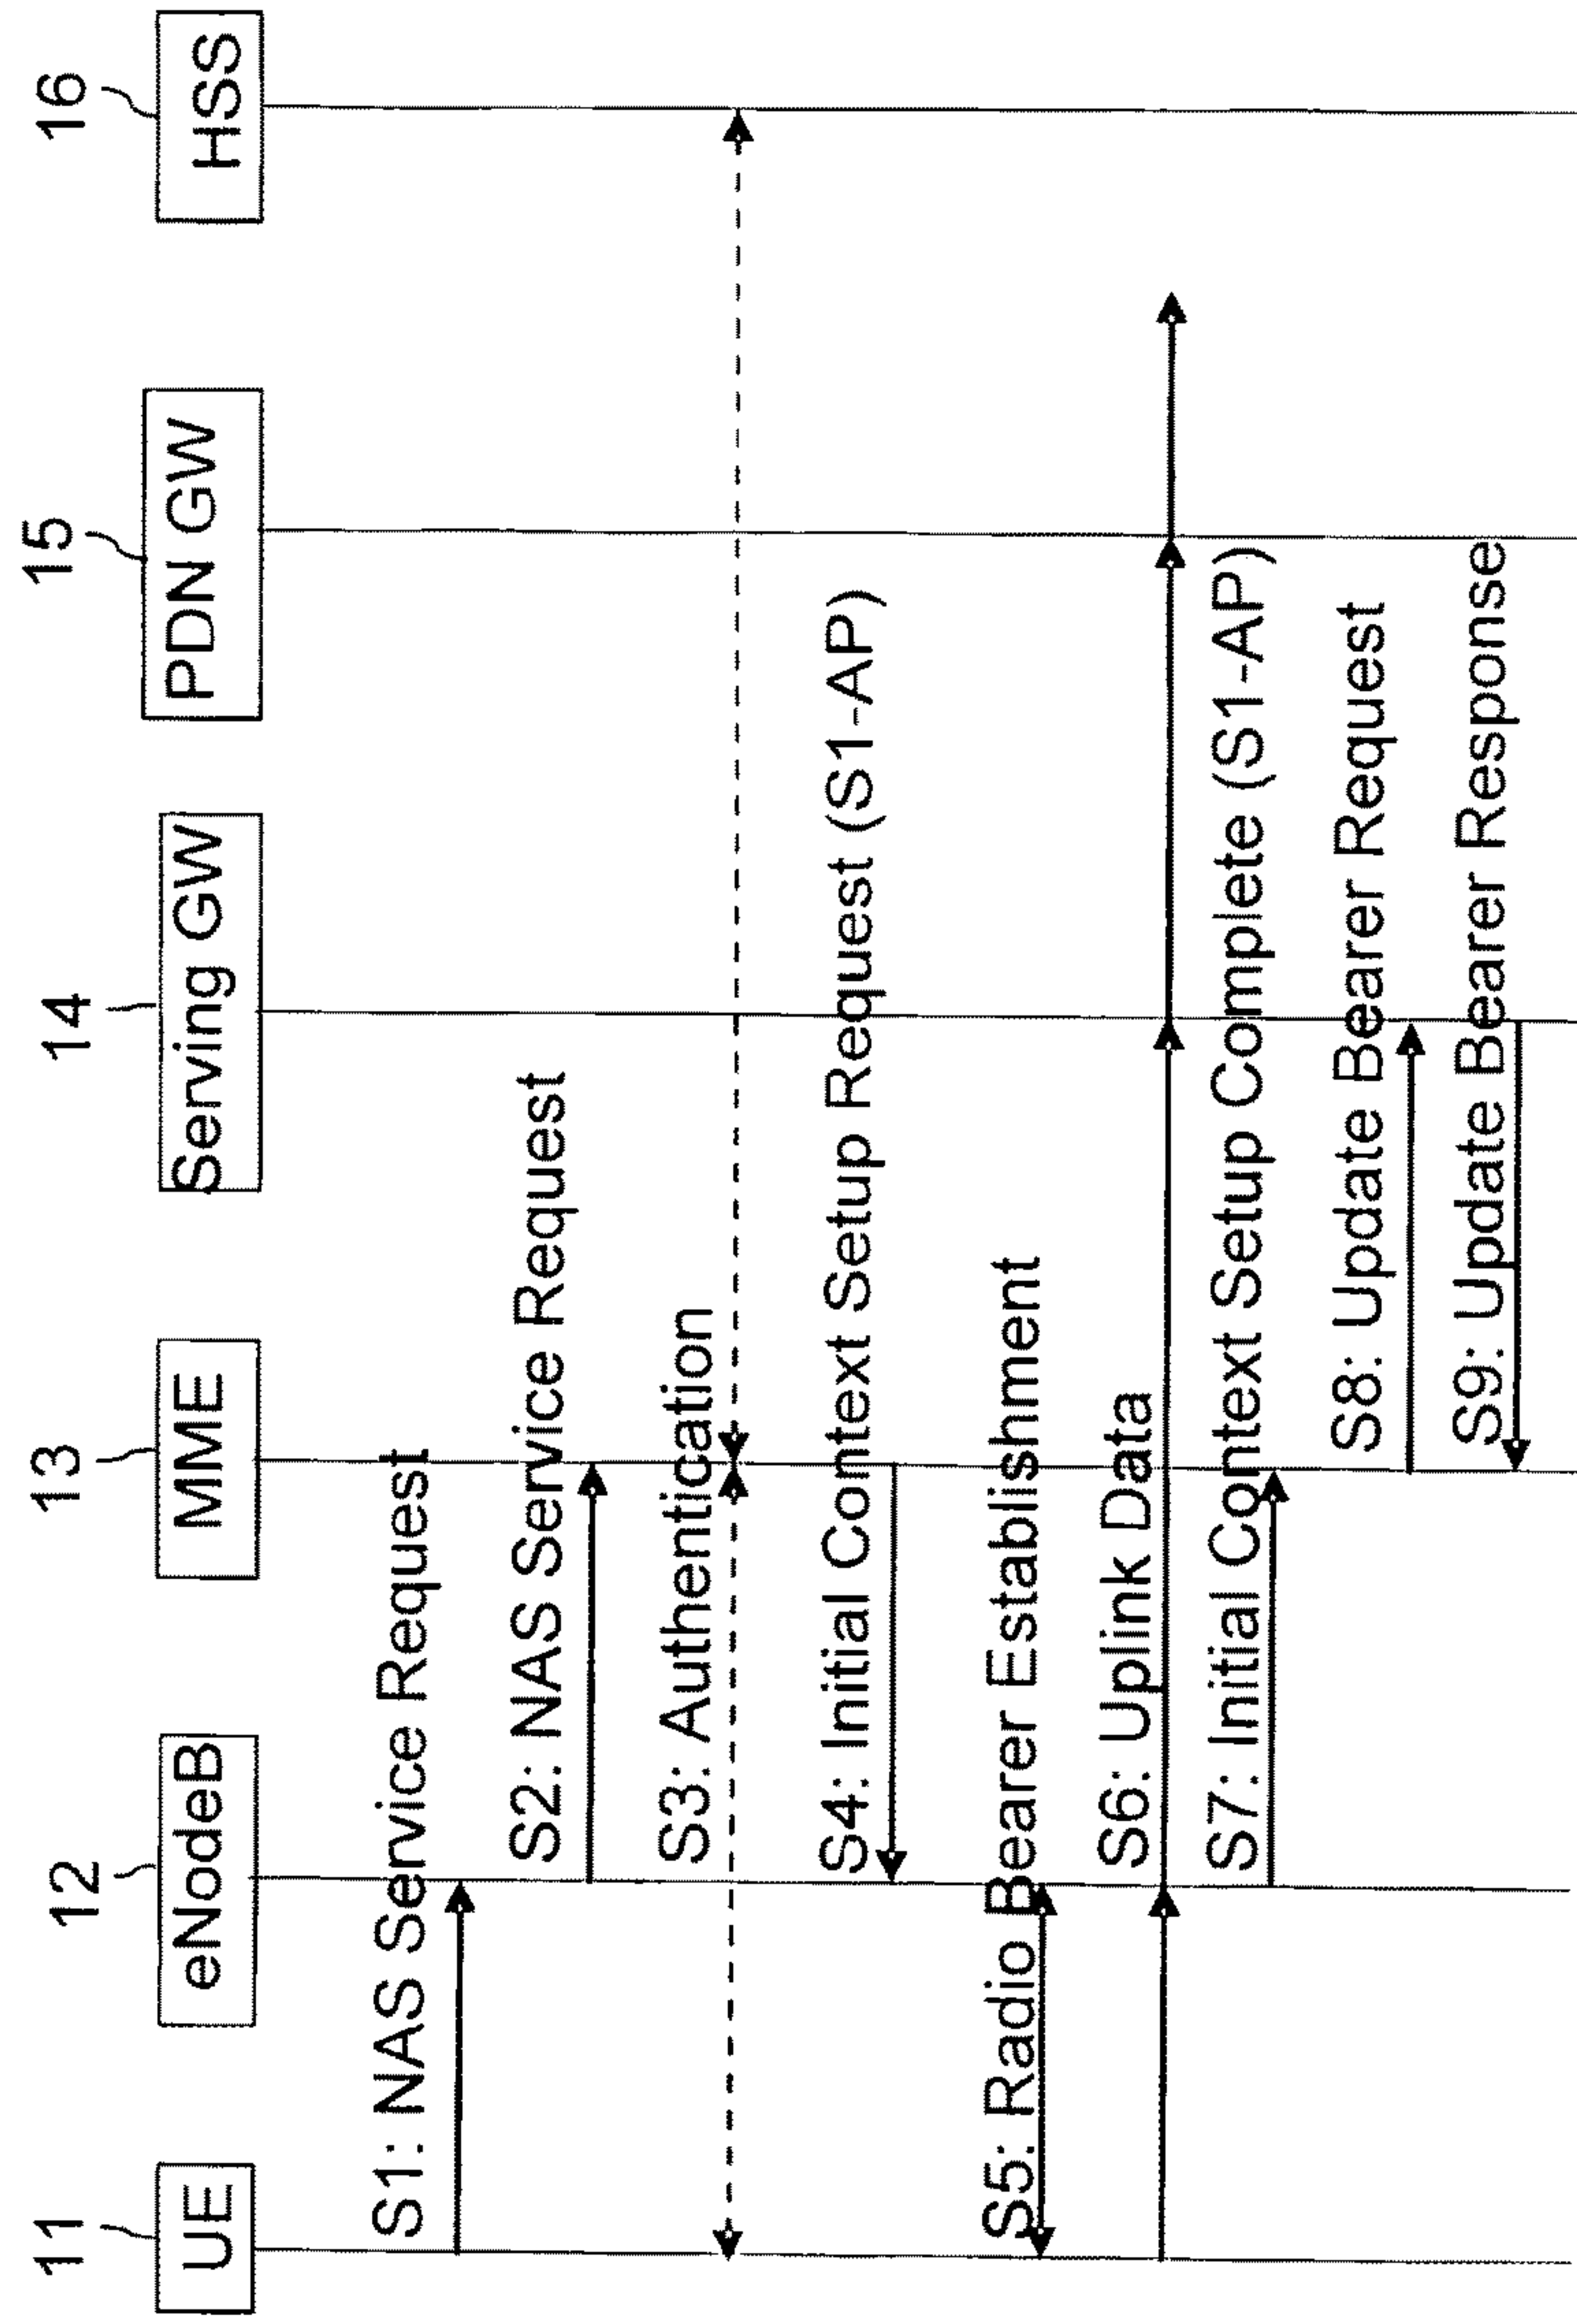 11
12
13
14
15
16
UE
eNodeB
MME
Serving GW
PDN GW
HSS
S1: NAS Service Request
S2: NAS Service Request
S3: Authentication
S4: Initial Context Setup Request (S1-AP)
S5: Radio Bearer Establishment
S6: Uplink Data
S7: Initial Context Setup Complete (S1-AP)
S8: Update Bearer Request
S9: Update Bearer Response